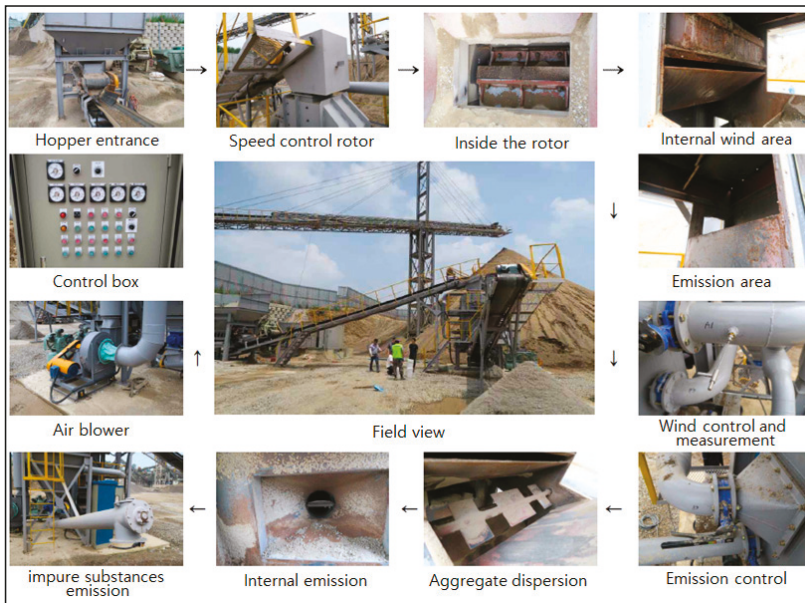 Hopper entrance
Speed control rotor
Inside the rotor
Internal wind area
Control box
Emission area
Air blower
Field view
Wind control and
measurement
impure substances
emission
Internal emission
Aggregate dispersion
Emission control